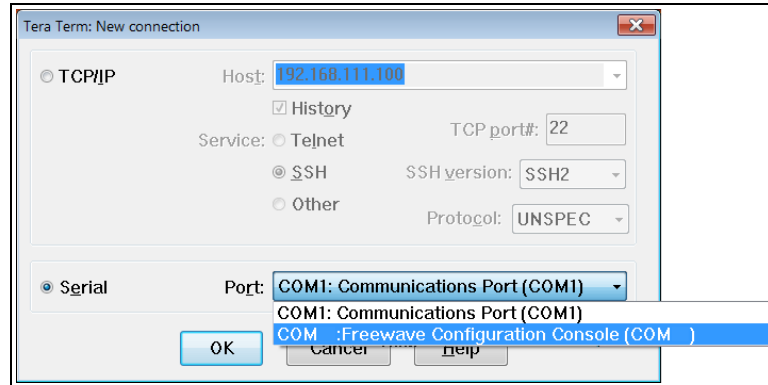 Tera Term: New connection
TCP/IP
Host: 192.168.111.100
History
Service: Telnet
TCP port#: 22
SSH
SSH version: SSH2
Other
Protocol: UNSPEC
Serial
Port: COM1: Communications Port (COM1)
COM1: Communications Port (COM1)
COM :Freewave Configuration Console (COM )
OK
Cancel
Help